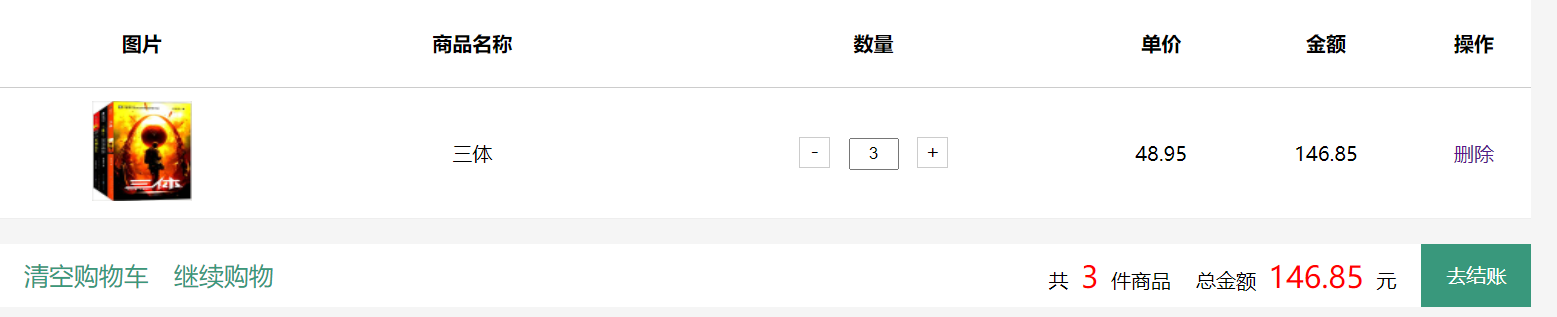 图片 商品名称 数量 单价 金额 操作
三体
三体 - 3 + 48.95 146.85 删除
清空购物车 继续购物 共 3 件商品 总金额 146.85 元 去结账